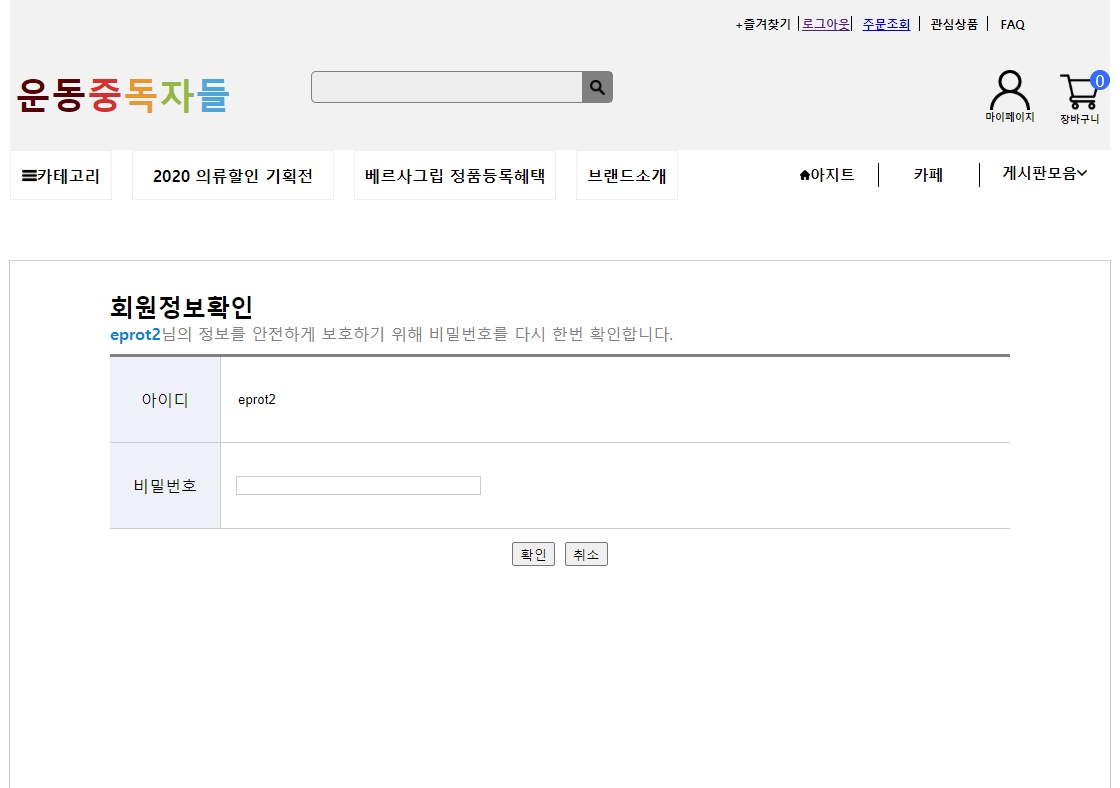 +즐겨찾기 로그아웃 주문조회 관심상품 FAQ
운동중독자들
마이페이지
0
장바구니
카테고리 2020 의류할인 기획전 베르사그립 정품등록혜택 브랜드소개 아지트 카페 게시판모음
회원정보확인
eprot2님의 정보를 안전하게 보호하기 위해 비밀번호를 다시 한번 확인합니다.
아이디 eprot2
비밀번호
확인 취소